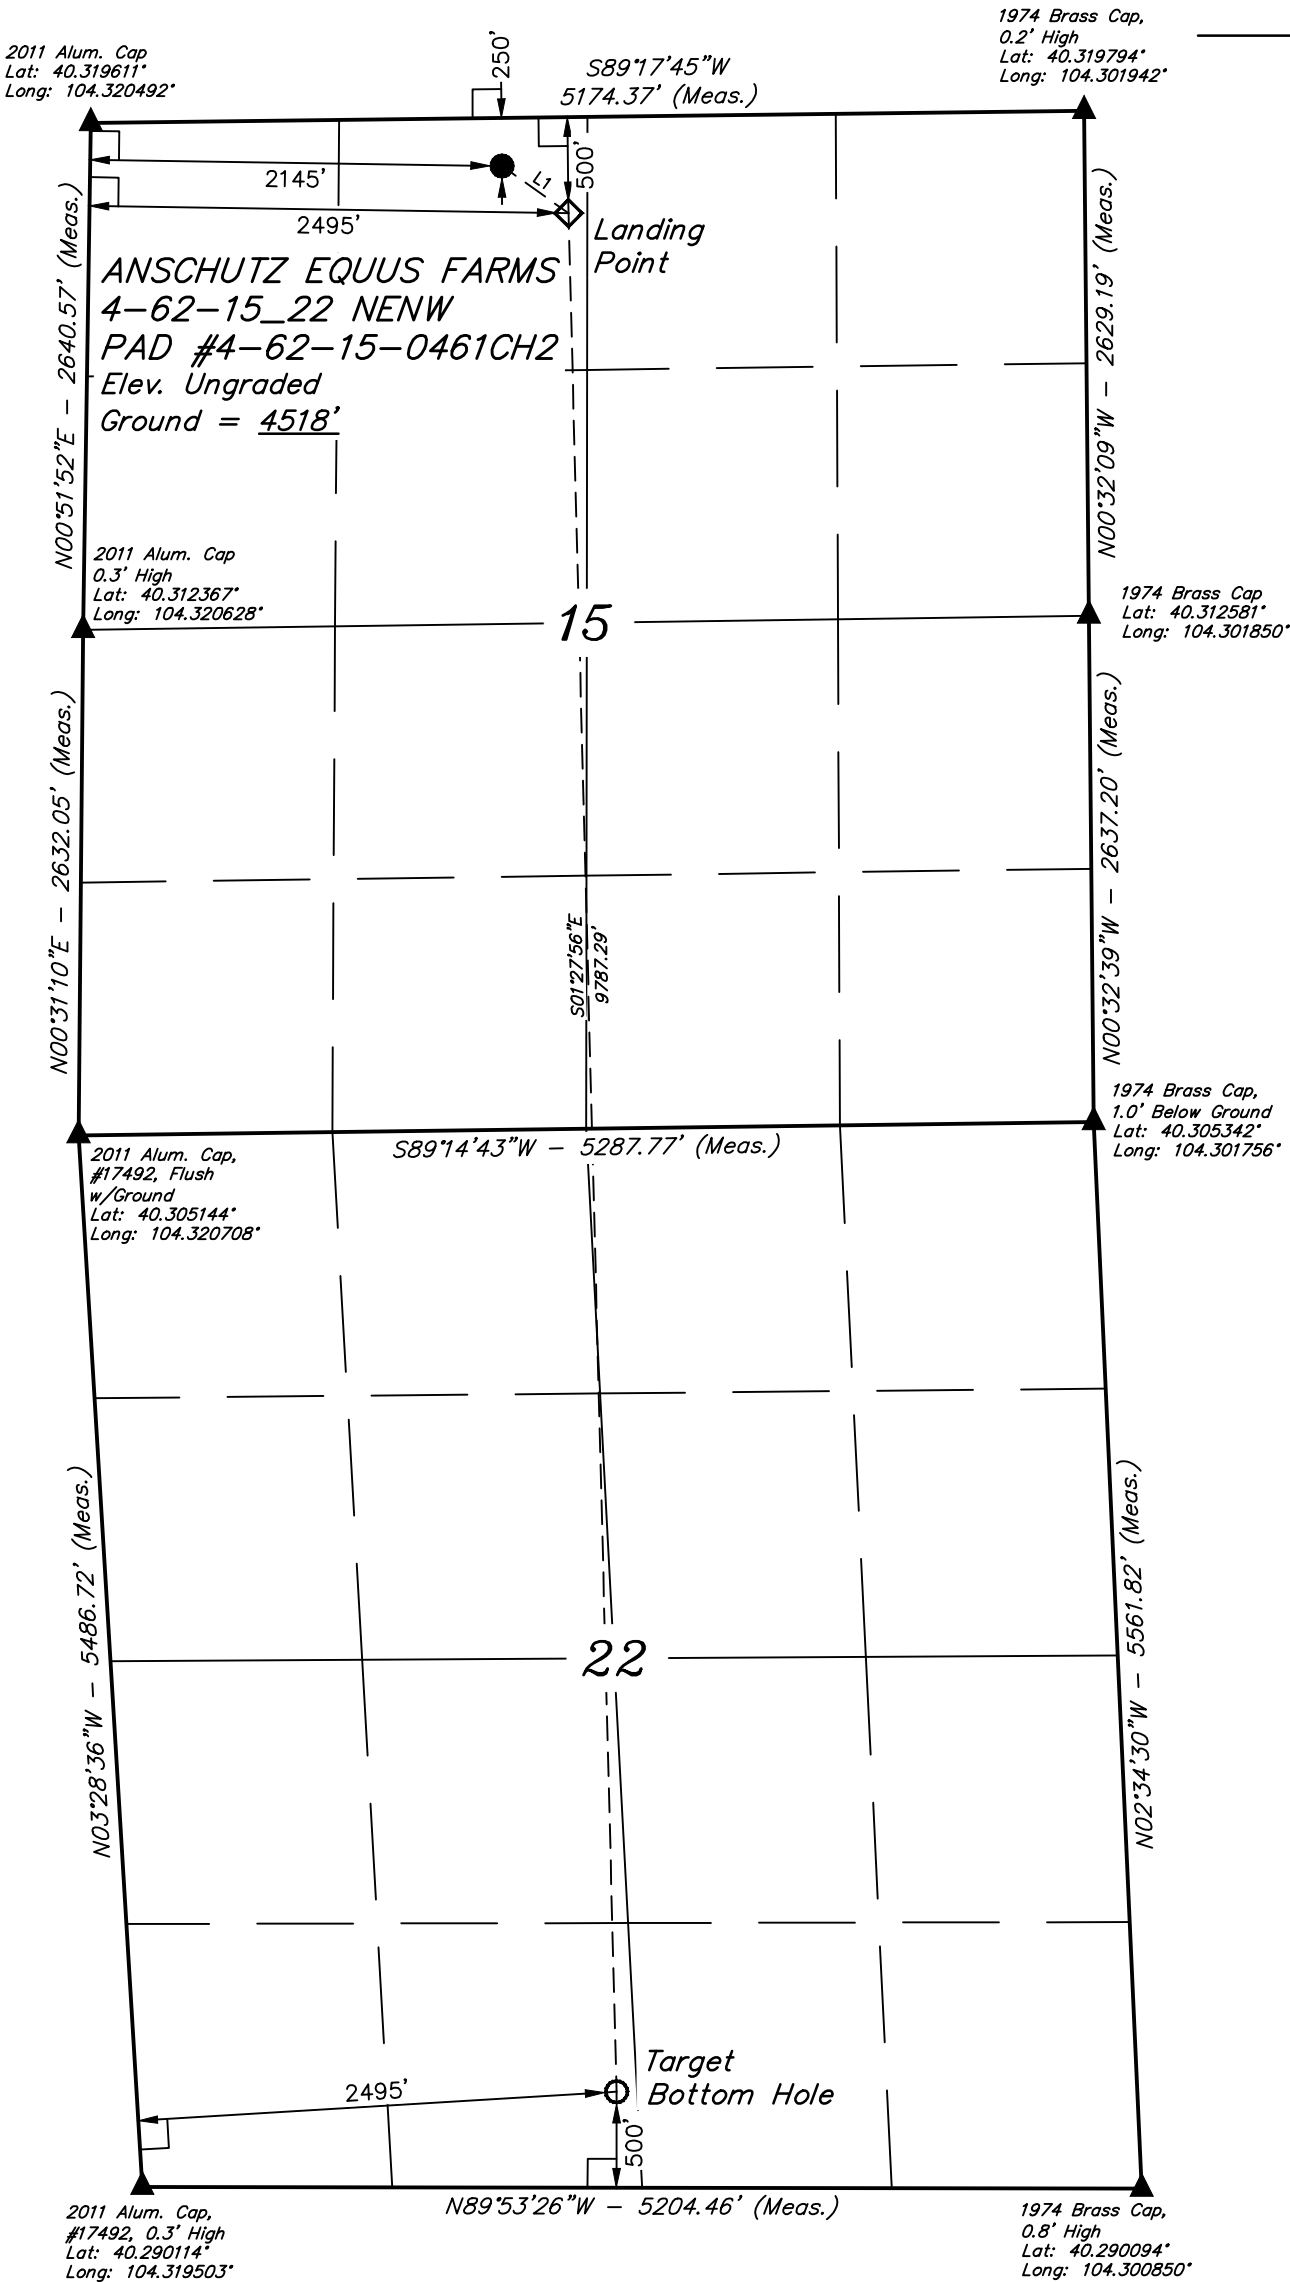 2011 Alum. Cap
Lat: 40.319611°
Long: 104.320492°
250'
S89°17'45"W
5174.37' (Meas.)
1974 Brass Cap,
0.2' High
Lat: 40.319794°
Long: 104.301942°
2145'
L1
500'
2495'
Landing
Point
ANSCHUTZ EQUUS FARMS
4-62-15_22 NENW
PAD #4-62-15-0461CH2
Elev. Ungraded
Ground = 4518'
N00°51'52"E - 2640.57' (Meas.)
N00°32'09"W - 2629.19' (Meas.)
2011 Alum. Cap
0.3' High
Lat: 40.312367°
Long: 104.320628°
15
1974 Brass Cap
Lat: 40.312581°
Long: 104.301850°
N00°31'10"E - 2632.05' (Meas.)
S01°27'56"E
9787.29'
N00°32'39"W - 2637.20' (Meas.)
1974 Brass Cap,
1.0' Below Ground
Lat: 40.305342°
Long: 104.301756°
S89°14'43"W - 5287.77' (Meas.)
2011 Alum. Cap,
#17492, Flush
w/Ground
Lat: 40.305144°
Long: 104.320708°
N03°28'36"W - 5486.72' (Meas.)
22
N02°34'30"W - 5561.82' (Meas.)
Target
Bottom Hole
2495'
500'
N89°53'26"W - 5204.46' (Meas.)
2011 Alum. Cap,
#17492, 0.3' High
Lat: 40.290114°
Long: 104.319503°
1974 Brass Cap,
0.8' High
Lat: 40.290094°
Long: 104.300850°